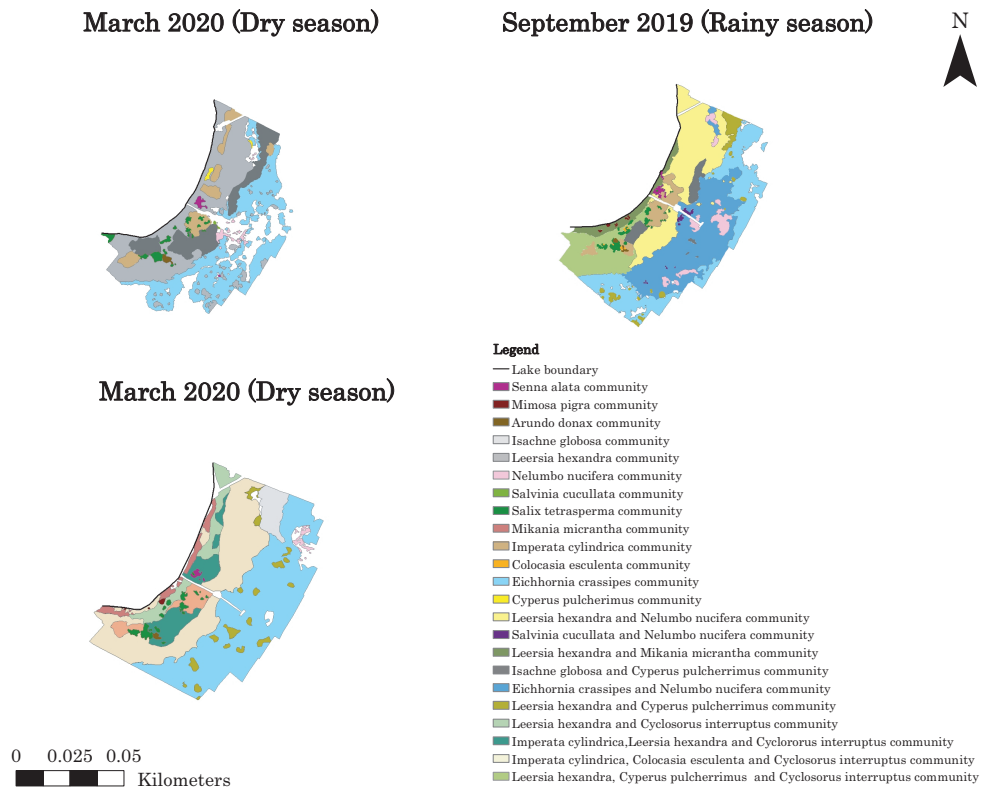 March 2020 (Dry season)
September 2019 (Rainy season)
N
March 2020 (Dry season)
Legend
Lake boundary
Senna alata community
Mimosa pigra community
Arundo donax community
Isachne globosa community
Leersia hexandra community
Nelumbo nucifera community
Salvinia cucullata community
Salix tetrasperma community
Mikania micrantha community
Imperata cylindrica community
Colocasia esculenta community
Eichhornia crassipes community
Cyperus pulcherimus community
Leersia hexandra and Nelumbo nucifera community
Salvinia cucullata and Nelumbo nucifera community
Leersia hexandra and Mikania micrantha community
Isachne globosa and Cyperus pulcherrimus community
Eichhornia crassipes and Nelumbo nucifera community
Leersia hexandra and Cyperus pulcherrimus community
Leersia hexandra and Cyclosorus interruptus community
Imperata cylindrica,Leersia hexandra and Cyclororus interruptus community
Imperata cylindrica, Colocasia esculenta and Cyclosorus interruptus community
Leersia hexandra, Cyperus pulcherrimus and Cyclosorus interruptus community
0 0.025 0.05
Kilometers